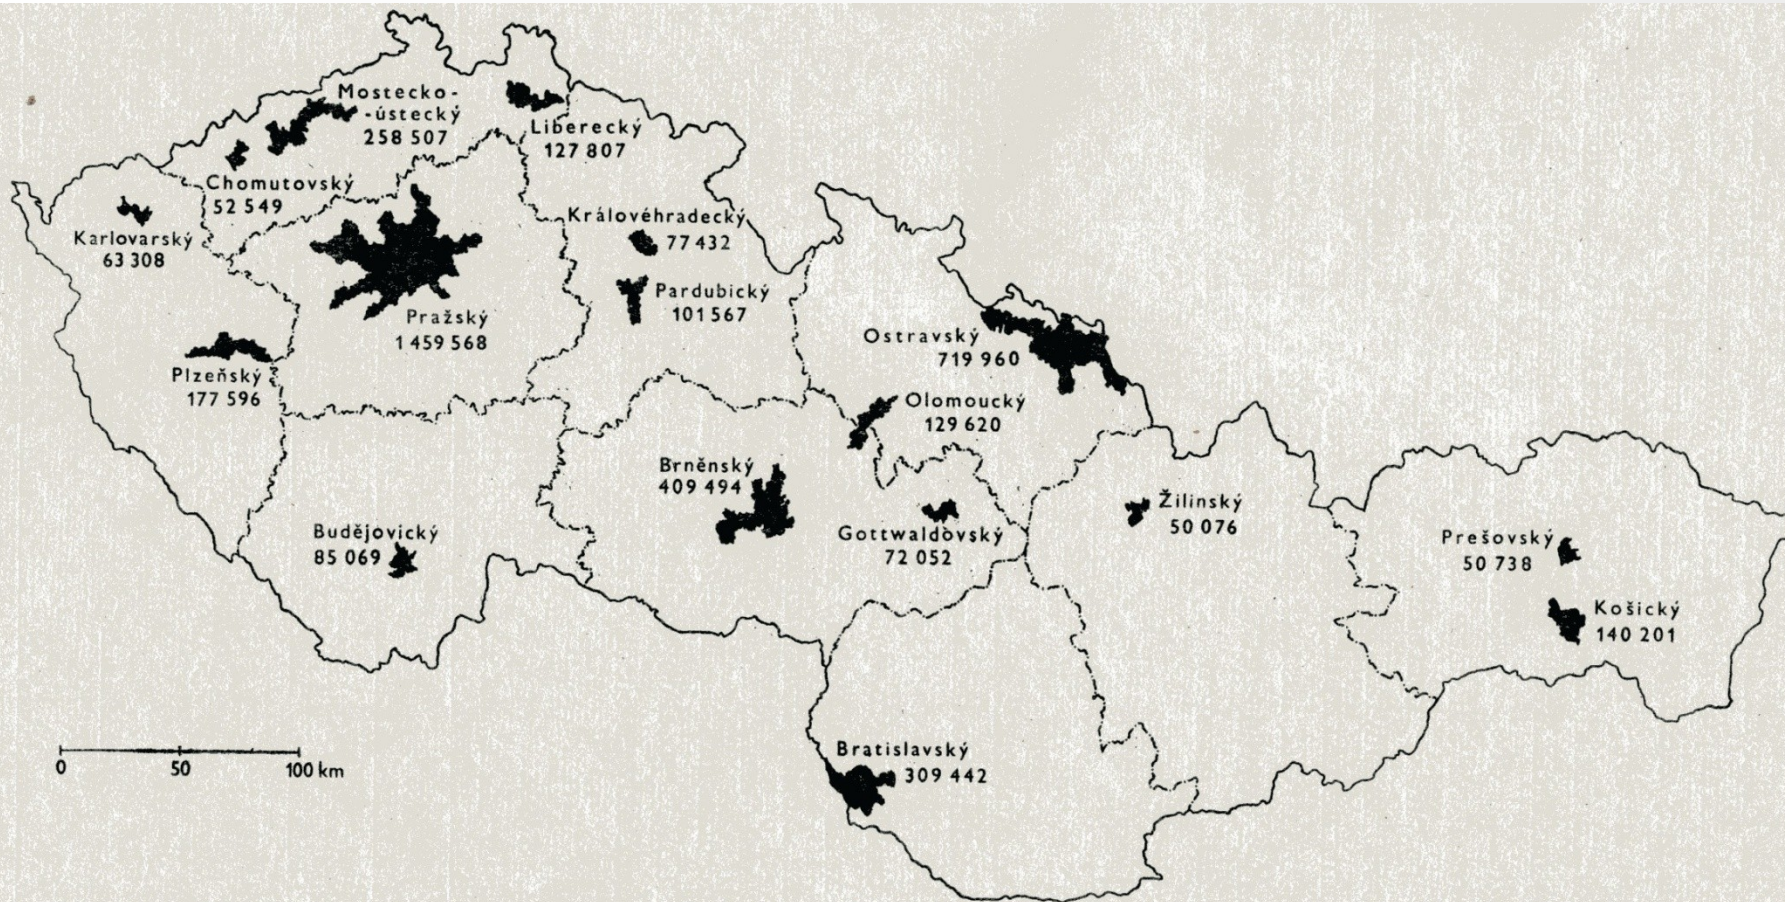 Mostecko-
-ústecký
258 507
Liberecký
127 807
Chomutovský
52 549
Karlovarský
63 308
Královéhradecký
77 432
Pardubický
101 567
Pražský
1 459 568
Plzeňský
177 596
Ostravský
719 960
Olomoucký
129 620
Brněnský
409 494
Gottwaldovský
72 052
Budějovický
85 069
Žilinský
50 076
Prešovský
50 738
Košický
140 201
Bratislavský
309 442
0 50 100 km